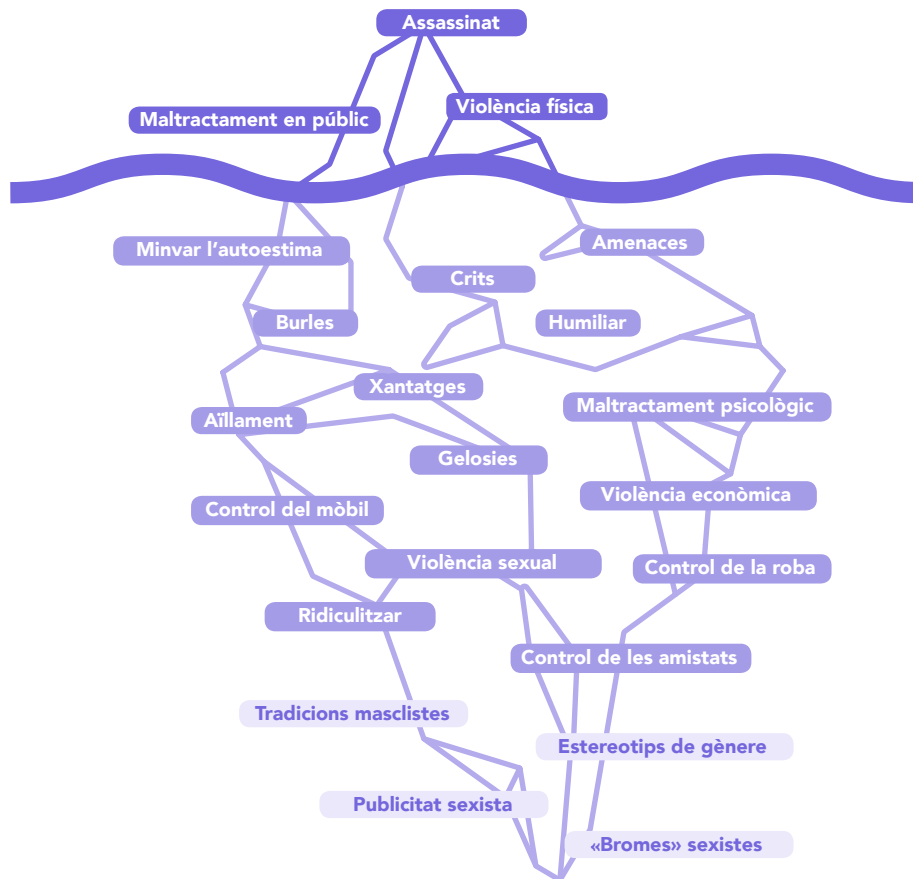 Assassinat
Violència física
Maltractament en públic
Amenaces
Minvar l’autoestima
Crits
Burles
Humiliar
Xantatges
Maltractament psicològic
Aïllament
Gelosies
Violència econòmica
Control del mòbil
Violència sexual
Control de la roba
Ridiculitzar
Control de les amistats
Tradicions masclistes
Estereotips de gènere
Publicitat sexista
«Bromes» sexistes